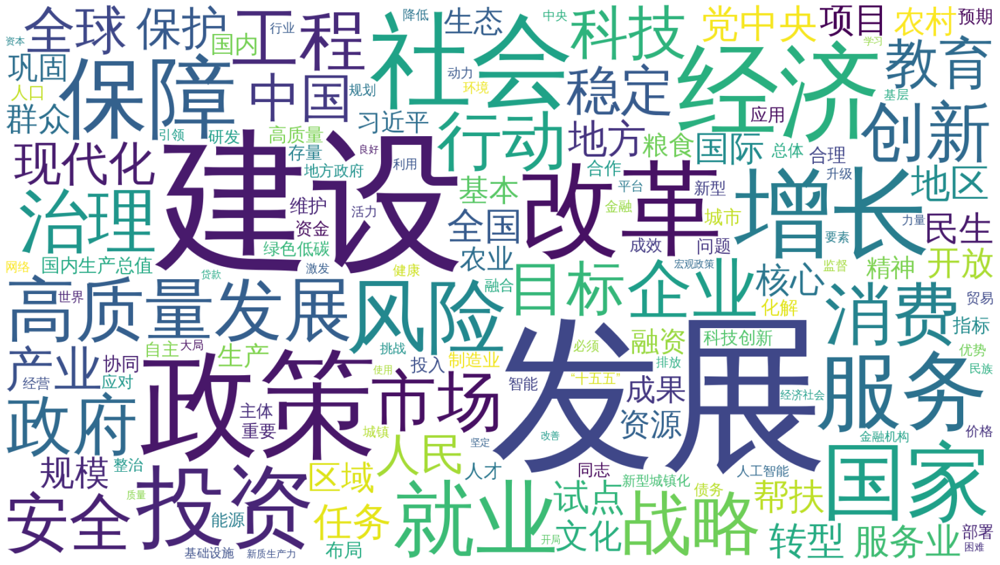 全球
保护
工程
社会
降低
生态
中央
科技
党中央
项目
农村
预期
资本
国内
行业
学习
巩固
保障
中国
动力
环境
稳定
经济
教育
人口
规划
基层
群众
习近平
行动
应用
创新
引领
研发
高质量
地方
粮食
国际
总体
合理
现代化
存量
良好
利用
地方政府
合作
升级
地区
治理
建设
基本
改革
平台
新型
增长
维护
活力
全国
金融
城市
力量
民生
资金
绿色低碳
农业
成效
问题
要素
国内生产总值
网络
激发
健康
宏观政策
监督
精神
开放
贷款
目标
企业
核心
世界
高质量发展
风险
融合
化解
消费
贸易
指标
自主
大局
生产
挑战
必须
融资
科技创新
优势
产业
协同
投入
制造业
排放
民族
经营
应对
政策
使用
市场
智能
“十五五”
成果
发展
服务
经济社会
政府
主体
重要
城镇
资源
改善
金融机构
价格
规模
整治
人民
坚定
人才
同志
人工智能
国家
安全
质量
投资
区域
就业
新型城镇化
试点
债务
帮扶
能源
任务
文化
战略
转型
服务业
部署
基础设施
新质生产力
布局
开局
困难